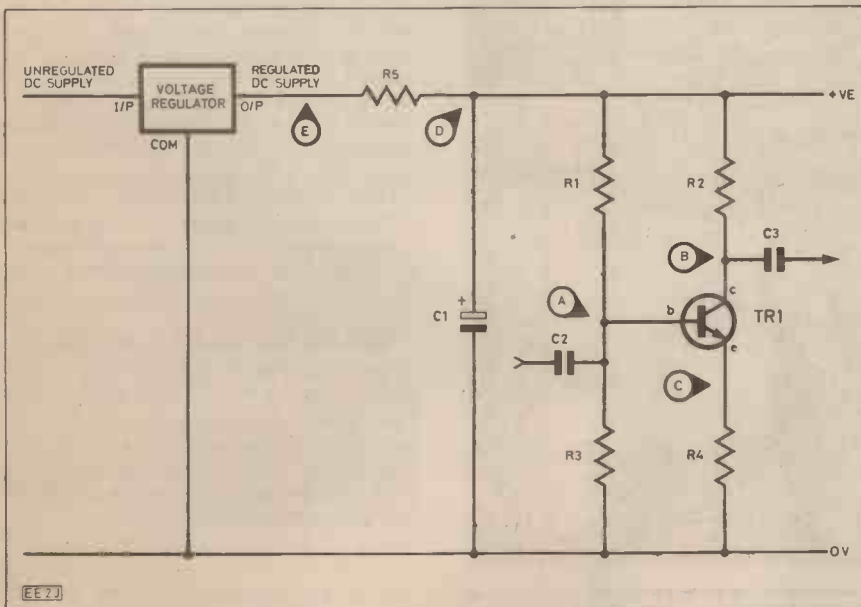 UNREGULATED
DC SUPPLY
I/P
VOLTAGE
REGULATOR
COM
REGULATED
DC SUPPLY
O/P
E
R5
D
+VE
R1
R2
B
C3
A
C1
+
C2
b
c
e
TR1
C
R3
R4
0V
EE2J